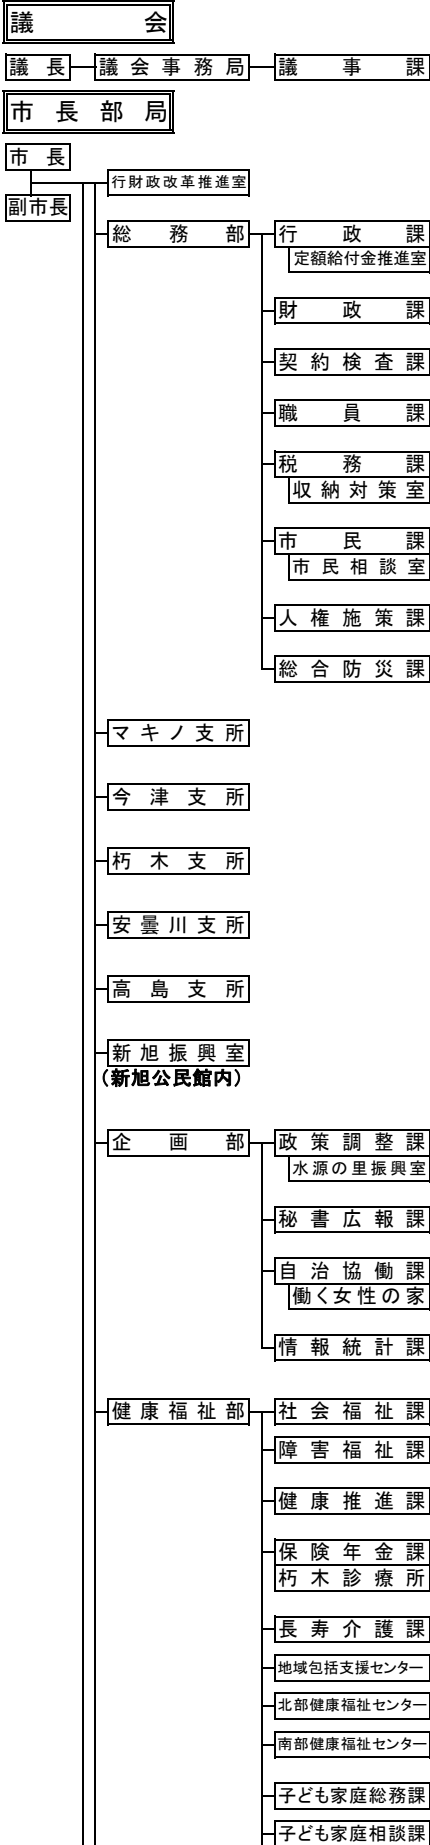 議会
議長 議会事務局 議事課
市長部局
市長
行財政改革推進室
副市長
総務部 行政課
定額給付金推進室
財政課
契約検査課
職員課
税務課
収納対策室
市民課
市民相談室
人権施策課
総合防災課
マキノ支所
今津支所
朽木支所
安曇川支所
高島支所
新旭振興室
（新旭公民館内）
企画部 政策調整課
水源の里振興室
秘書広報課
自治協働課
働く女性の家
情報統計課
健康福祉部 社会福祉課
障害福祉課
健康推進課
保険年金課
朽木診療所
長寿介護課
地域包括支援センター
北部健康福祉センター
南部健康福祉センター
子ども家庭総務課
子ども家庭相談課